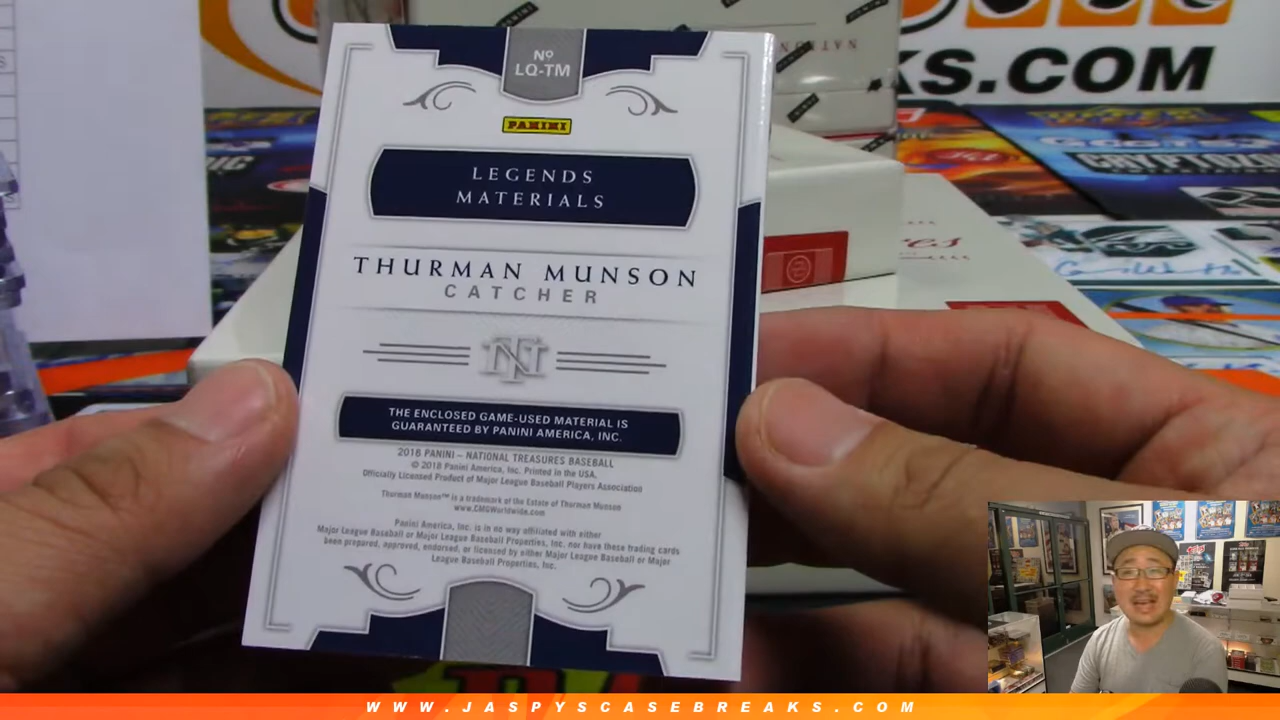 KS.COM
Nº
LQ-TM
PANINI
LEGENDS
MATERIALS
THURMAN MUNSON
CATCHER
NT
THE ENCLOSED GAME-USED MATERIAL IS
GUARANTEED BY PANINI AMERICA, INC.
2018 PANINI – NATIONAL TREASURES BASEBALL
© 2018 Panini America, Inc. Printed in the USA.
Officially Licensed Product of Major League Baseball Players Association
Thurman Munson™ is a trademark of the Estate of Thurman Munson
www.CMGWorldwide.com
Panini America, Inc. is in no way affiliated with either
Major League Baseball or Major League Baseball Properties, Inc. nor have these trading cards
been prepared, approved, endorsed, or licensed by either Major League Baseball or Major
League Baseball Properties, Inc.
CRYPTOZO
WWW.JASPYSCASEBREAKS.COM